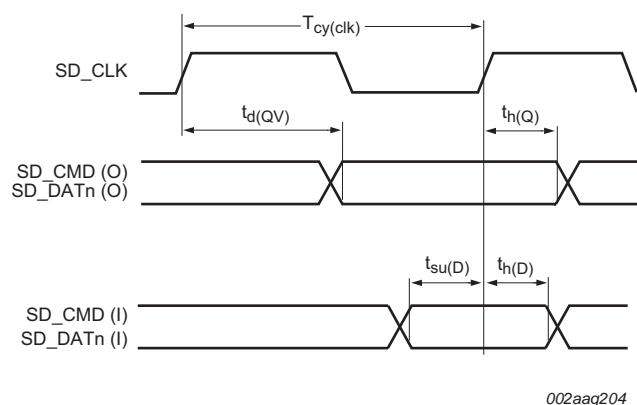 T_cy(clk)
SD_CLK
t_d(QV)
t_h(Q)
SD_CMD (O)
SD_DATn (O)
t_su(D)
t_h(D)
SD_CMD (I)
SD_DATn (I)
002aag204